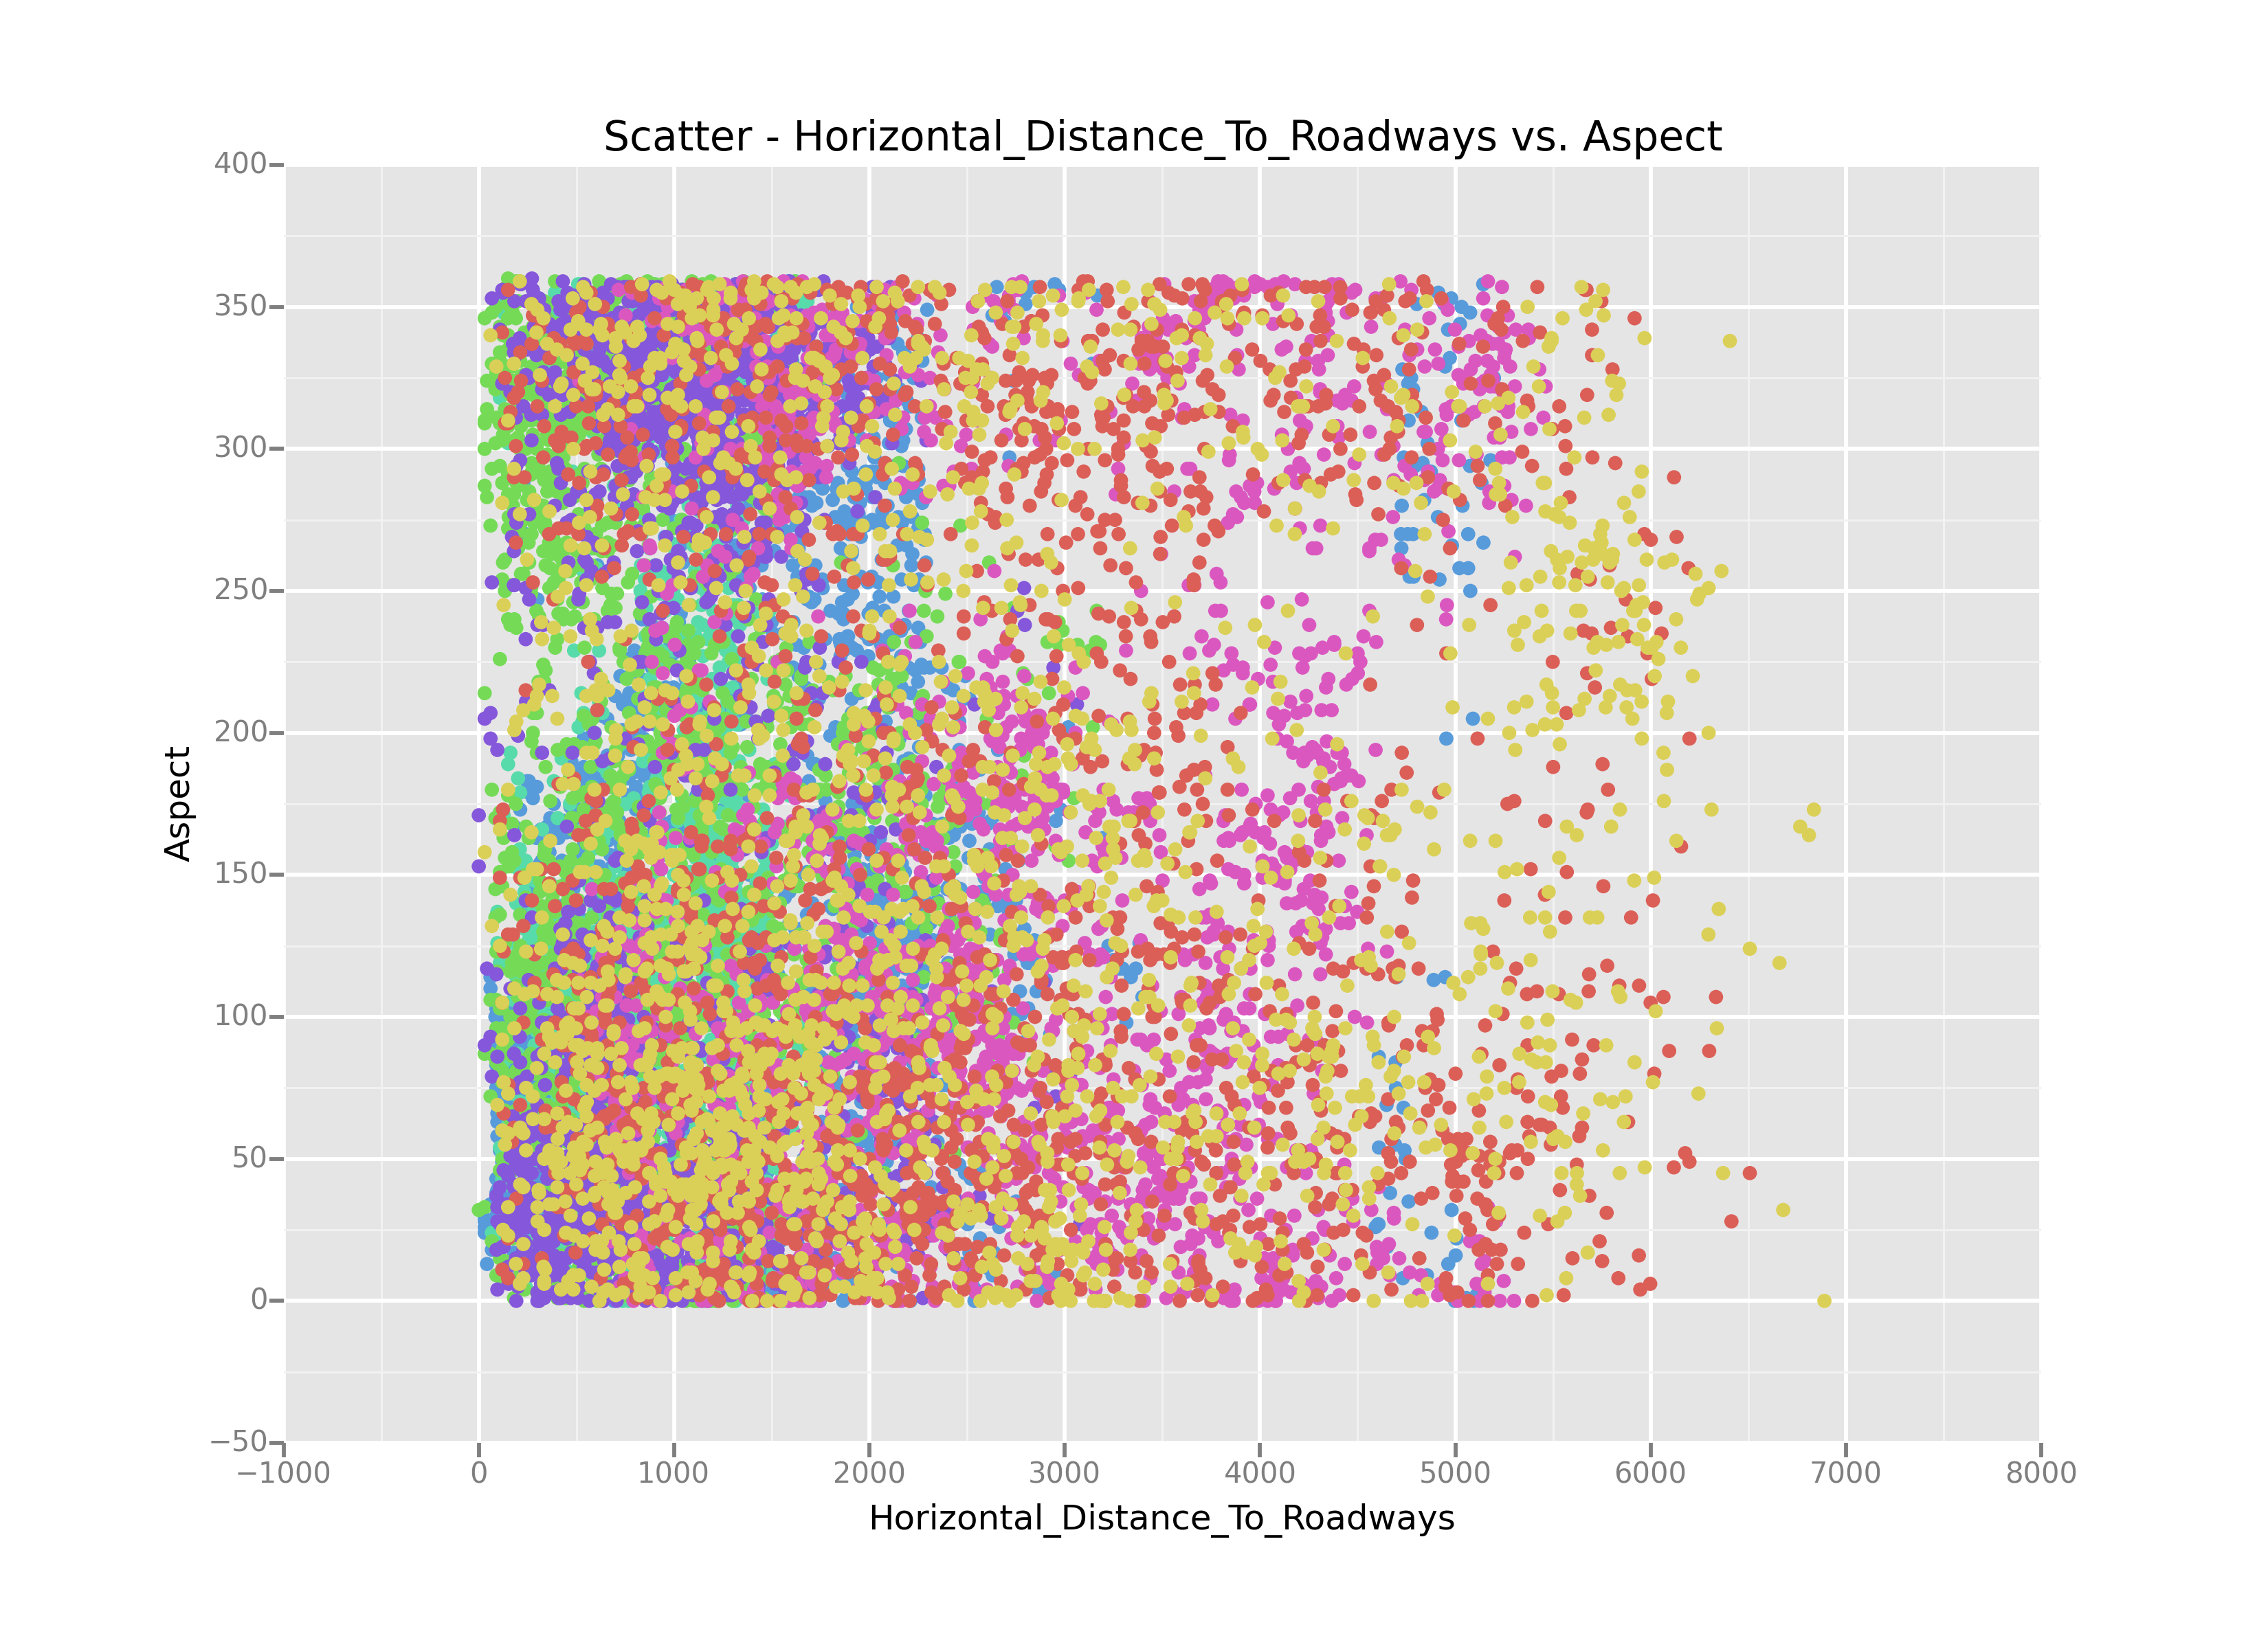 Scatter - Horizontal_Distance_To_Roadways vs. Aspect
400
350
300
250
200
150
100
50
0
−50
Aspect
−1000 0 1000 2000 3000 4000 5000 6000 7000 8000
Horizontal_Distance_To_Roadways